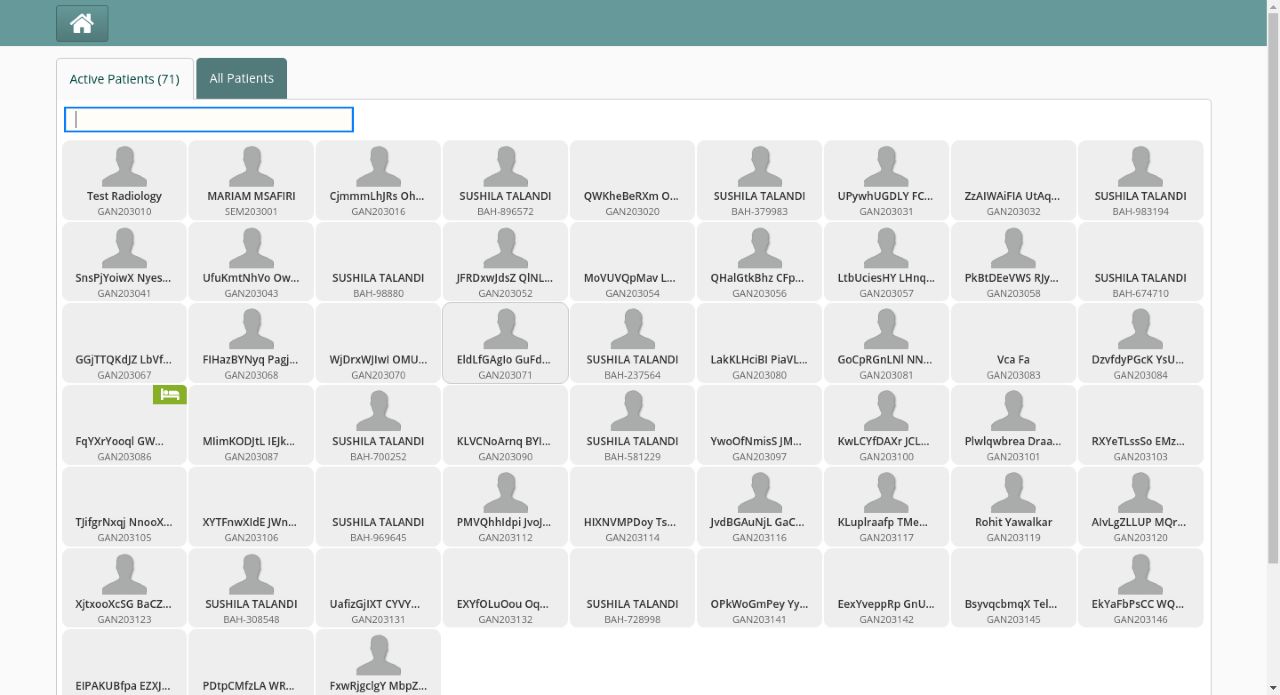 Active Patients (71)
All Patients
Test Radiology
GAN203010
MARIAM MSAFIRI
SEM203001
CjmmmLhJRs Oh...
GAN203016
SUSHILA TALANDI
BAH-896572
QWKheBeRXm O...
GAN203020
SUSHILA TALANDI
BAH-379983
UPywhUGDLY FC...
GAN203031
ZzAIWAiFIA UtAq...
GAN203032
SUSHILA TALANDI
BAH-983194
SnsPjYoiwX Nyes...
GAN203041
UfuKmtNhVo Ow...
GAN203043
SUSHILA TALANDI
BAH-98880
JFRDxwJdsZ QlNL...
GAN203052
MoVUVQpMav L...
GAN203054
QHalGtkBhz CFp...
GAN203056
LtbUciesHY LHnq...
GAN203057
PkBtDEeVWS RJy...
GAN203058
SUSHILA TALANDI
BAH-674710
GGjTTQKdJZ LbVf...
GAN203067
FIHazBYNyq Pagj...
GAN203068
WjDrxWJIwI OMU...
GAN203070
EldLfGAgIo GuFd...
GAN203071
SUSHILA TALANDI
BAH-237564
LakKLHciBI PiaVL...
GAN203080
GoCpRGnLNl NN...
GAN203081
Vca Fa
GAN203083
DzvfdyPGcK YsU...
GAN203084
FqYXrYooql GW...
GAN203086
MIimKODJtL IEJk...
GAN203087
SUSHILA TALANDI
BAH-700252
KLVCNoArnq BYI...
GAN203090
SUSHILA TALANDI
BAH-581229
YwoOfNmisS JM...
GAN203097
KwLCYfDAXr JCL...
GAN203100
Plwlqwbrea Draa...
GAN203101
RXYeTLssSo EMz...
GAN203103
TJifgrNxqj NnooX...
GAN203105
XYTFnwXIdE JWn...
GAN203106
SUSHILA TALANDI
BAH-969645
PMVQhhIdpi JvoJ...
GAN203112
HIXNVMPDoy Ts...
GAN203114
JvdBGAuNjL GaC...
GAN203116
KLuplraafp TMe...
GAN203117
Rohit Yawalkar
GAN203119
AIvLgZLLUP MQr...
GAN203120
XjtxooXcSG BaCZ...
GAN203123
SUSHILA TALANDI
BAH-308548
UafizGjIXT CYVY...
GAN203131
EXYfOLuOou Oq...
GAN203132
SUSHILA TALANDI
BAH-728998
OPkWoGmPey Yy...
GAN203141
EexYveppRp GnU...
GAN203142
BsyvqcbmqX Tel...
GAN203145
EkYaFbPsCC WQ...
GAN203146
EIPAKUBfpa EZXJ...
PDtpCMfzLA WR...
FxwRjgclgY MbpZ...